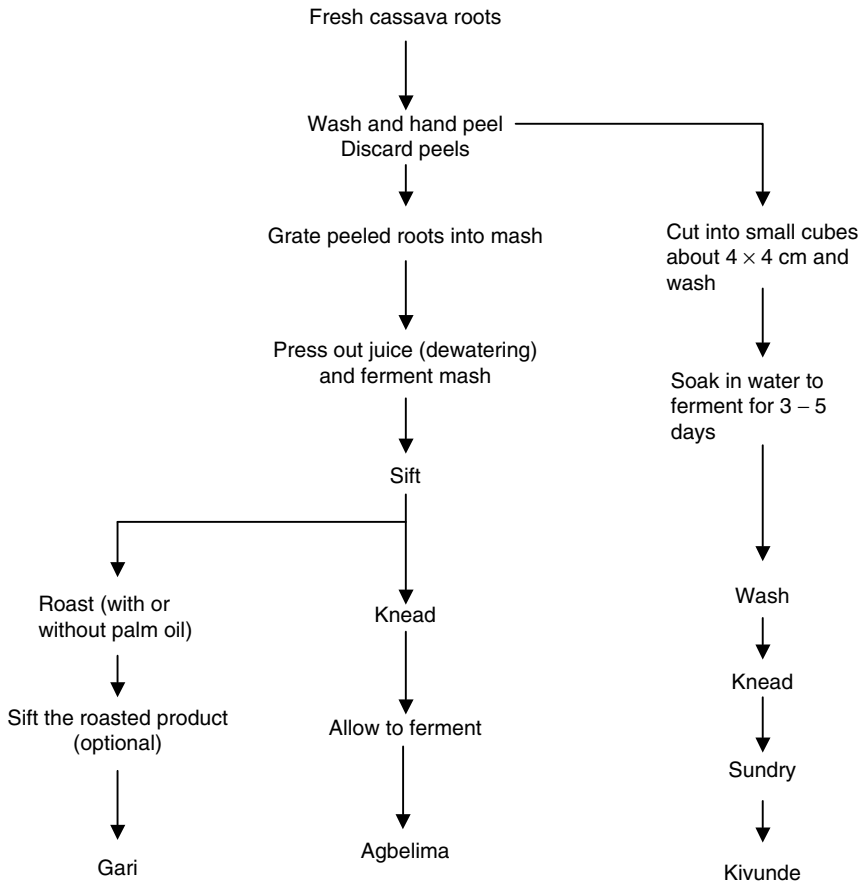 Fresh cassava roots
Wash and hand peel
Discard peels
Grate peeled roots into mash
Press out juice (dewatering)
and ferment mash
Sift
Roast (with or
without palm oil)
Sift the roasted product
(optional)
Gari
Knead
Allow to ferment
Agbelima
Cut into small cubes
about 4 × 4 cm and
wash
Soak in water to
ferment for 3 – 5
days
Wash
Knead
Sundry
Kivunde